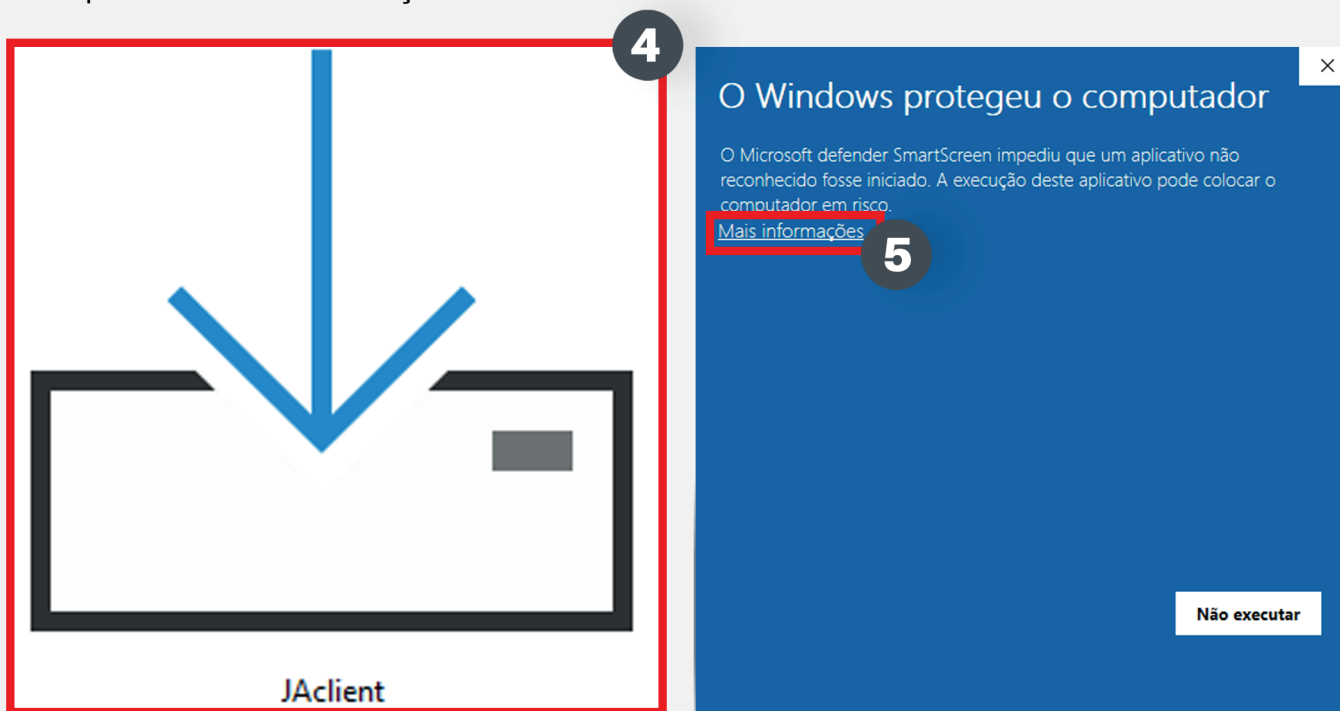 4
JAclient
O Windows protegeu o computador
O Microsoft defender SmartScreen impediu que um aplicativo não
reconhecido fosse iniciado. A execução deste aplicativo pode colocar o
computador em risco.
Mais informações
5
Não executar